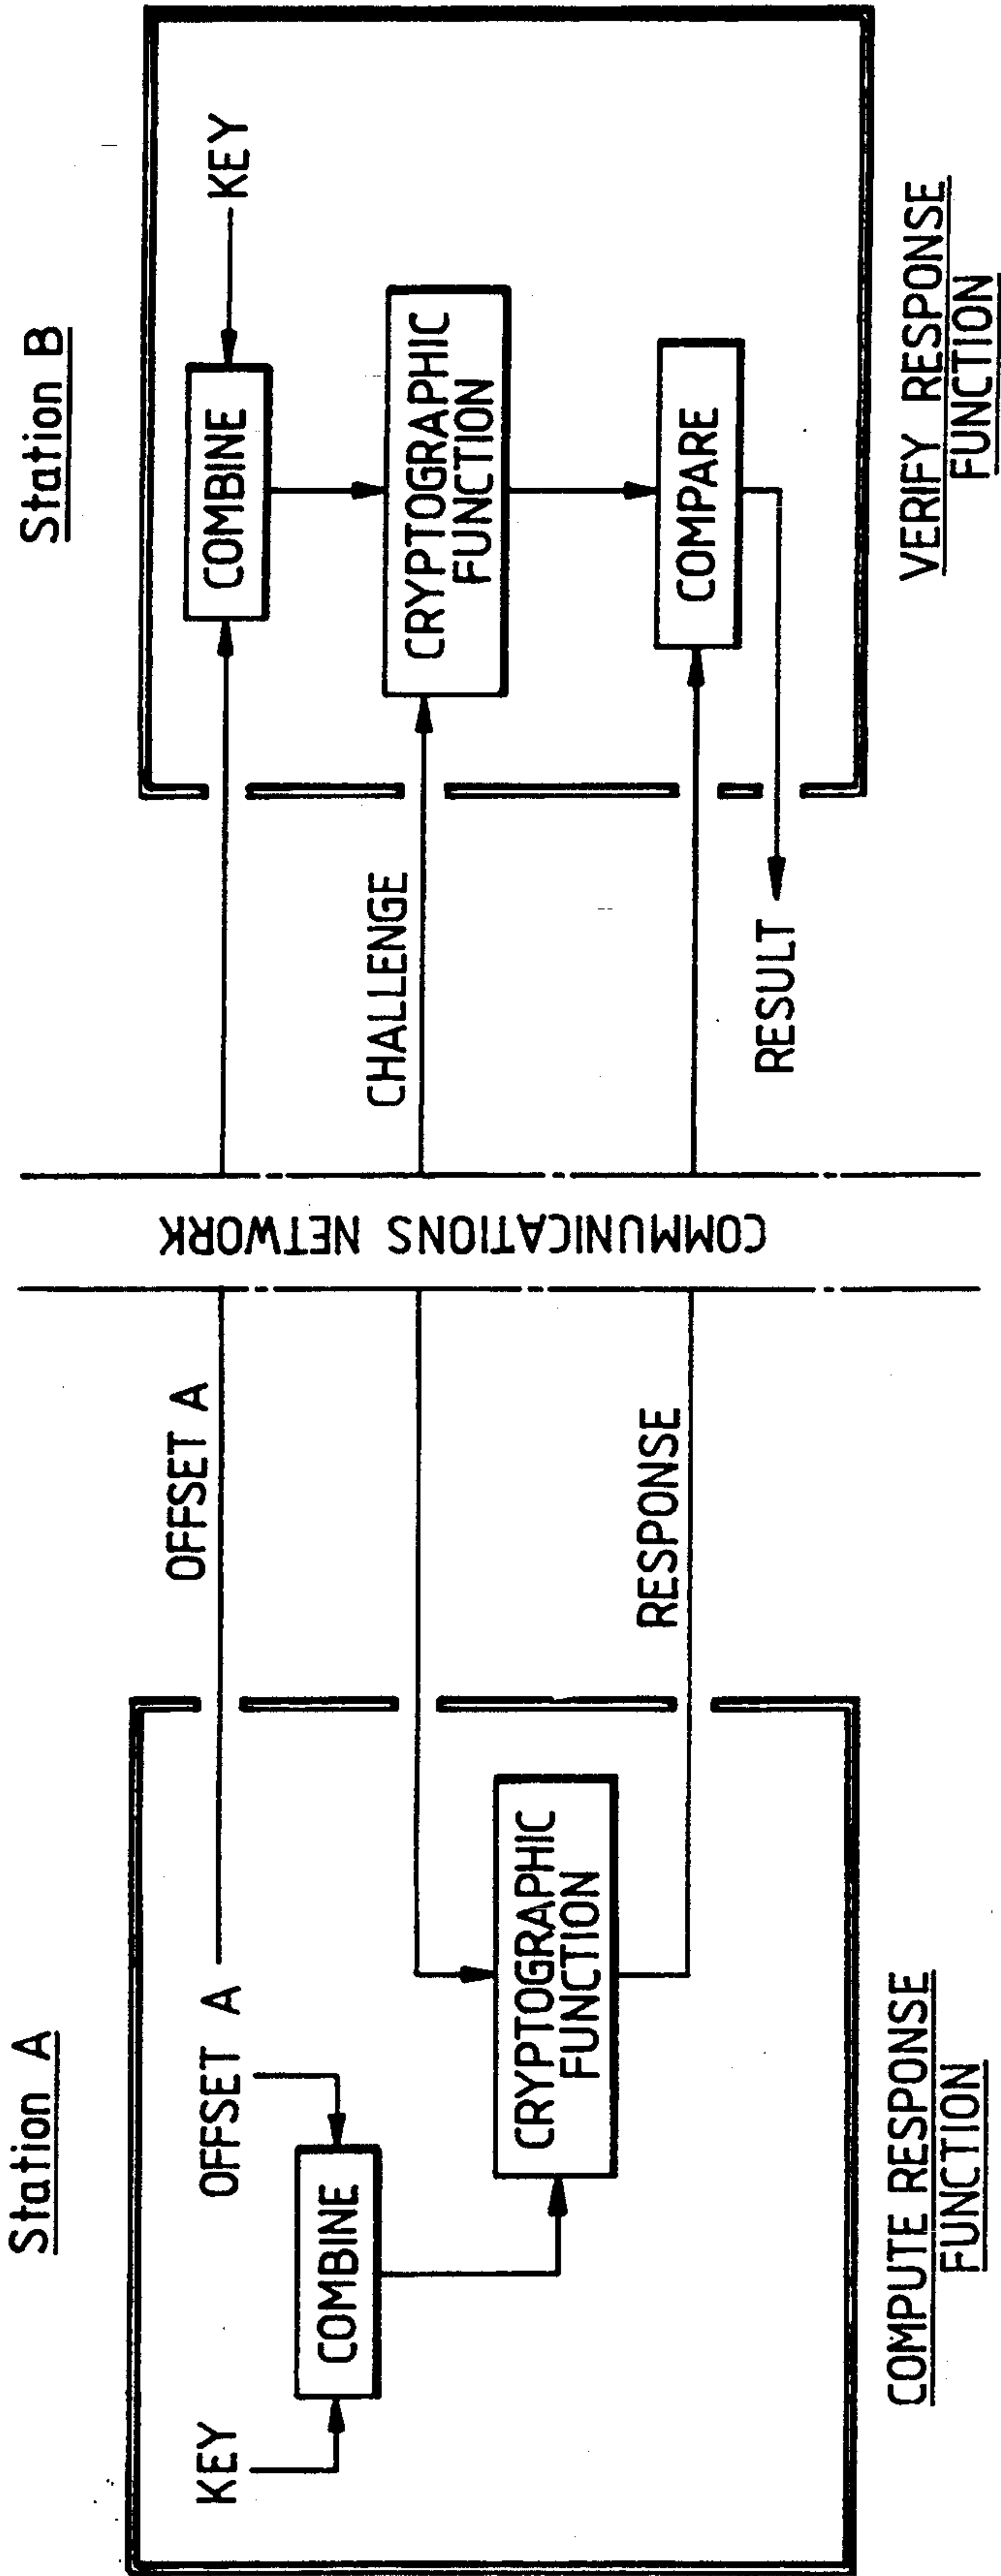 Station A
KEY
OFFSET A
COMBINE
CRYPTOGRAPHIC
FUNCTION
COMPUTE RESPONSE
FUNCTION
OFFSET A
RESPONSE
COMMUNICATIONS NETWORK
Station B
CHALLENGE
RESULT
COMBINE
KEY
CRYPTOGRAPHIC
FUNCTION
COMPARE
VERIFY RESPONSE
FUNCTION